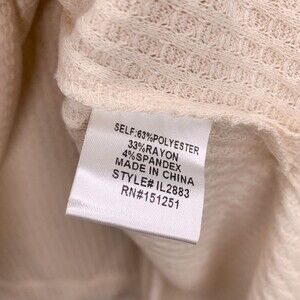 SELF:63%POLYESTER
33%RAYON
4%SPANDEX
MADE IN CHINA
STYLE# IL2883
RN#151251